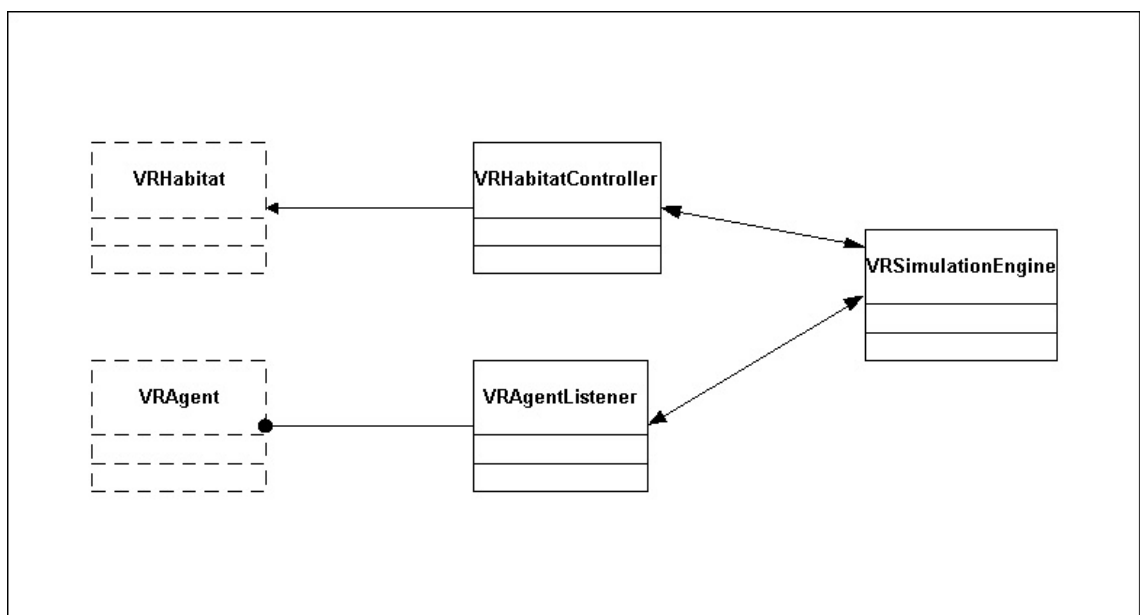 VRHabitat
VRHabitatController
VRSimulationEngine
VRAgent
VRAgentListener